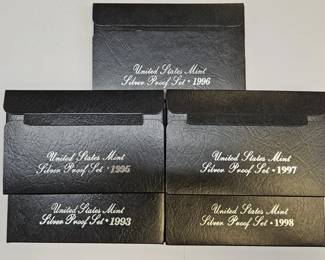 United States Mint
Silver Proof Set • 1996
United States Mint
Silver Proof Set • 1995
United States Mint
Silver Proof Set • 1997
United States Mint
Silver Proof Set • 1993
United States Mint
Silver Proof Set • 1998